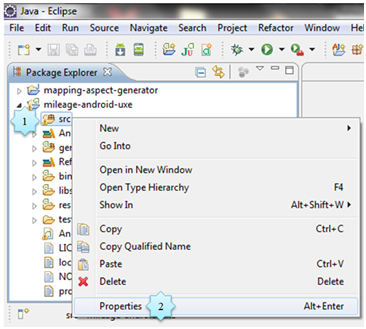 Java - Eclipse
File Edit Run Source Navigate Search Project Refactor Window He
Package Explorer
mapping-aspect-generator
mileage-android-uxe
1
src
An
ger
Ref
bin
libs
res
test
An
LIC
loc
NO
pro
New
Go Into
Open in New Window
Open Type Hierarchy F4
Show In Alt+Shift+W
Copy Ctrl+C
Copy Qualified Name
Paste Ctrl+V
Delete Delete
Properties 2 Alt+Enter